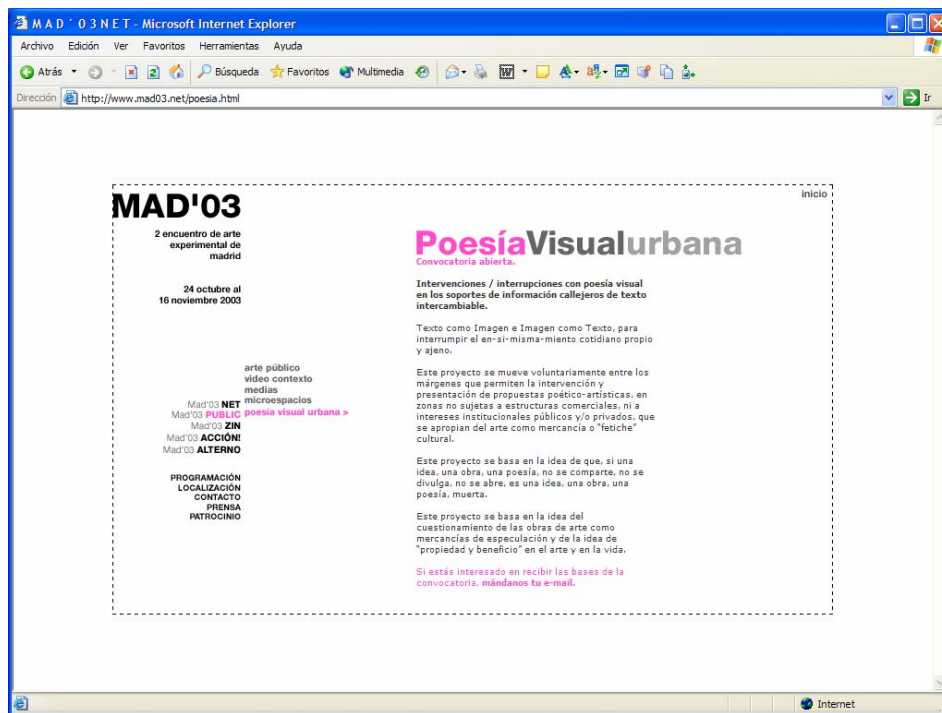 M A D ´ 0 3 N E T - Microsoft Internet Explorer
Archivo Edición Ver Favoritos Herramientas Ayuda
Atrás Búsqueda Favoritos Multimedia
Dirección http://www.mad03.net/poesia.html Ir
inicio
MAD'03
2 encuentro de arte
experimental de
madrid
24 octubre al
16 noviembre 2003
arte público
video contexto
medias
microespacios
poesía visual urbana >
Mad'03 NET
Mad'03 PUBLIC
Mad'03 ZIN
Mad'03 ACCIÓN!
Mad'03 ALTERNO
PROGRAMACIÓN
LOCALIZACIÓN
CONTACTO
PRENSA
PATROCINIO
PoesíaVisualurbana
Convocatoria abierta.
Intervenciones / interrupciones con poesía visual
en los soportes de información callejeros de texto
intercambiable.
Texto como Imagen e Imagen como Texto, para
interrumpir el en-si-misma-miento cotidiano propio
y ajeno.
Este proyecto se mueve voluntariamente entre los
márgenes que permiten la intervención y
presentación de propuestas poético-artísticas, en
zonas no sujetas a estructuras comerciales, ni a
intereses institucionales públicos y/o privados, que
se apropian del arte como mercancía o "fetiche"
cultural.
Este proyecto se basa en la idea de que, si una
idea, una obra, una poesía, no se comparte, no se
divulga, no se abre, es una idea, una obra, una
poesía, muerta.
Este proyecto se basa en la idea del
cuestionamiento de las obras de arte como
mercancías de especulación y de la idea de
"propiedad y beneficio" en el arte y en la vida.
Si estás interesado en recibir las bases de la
convocatoria, mándanos tu e-mail.
Internet